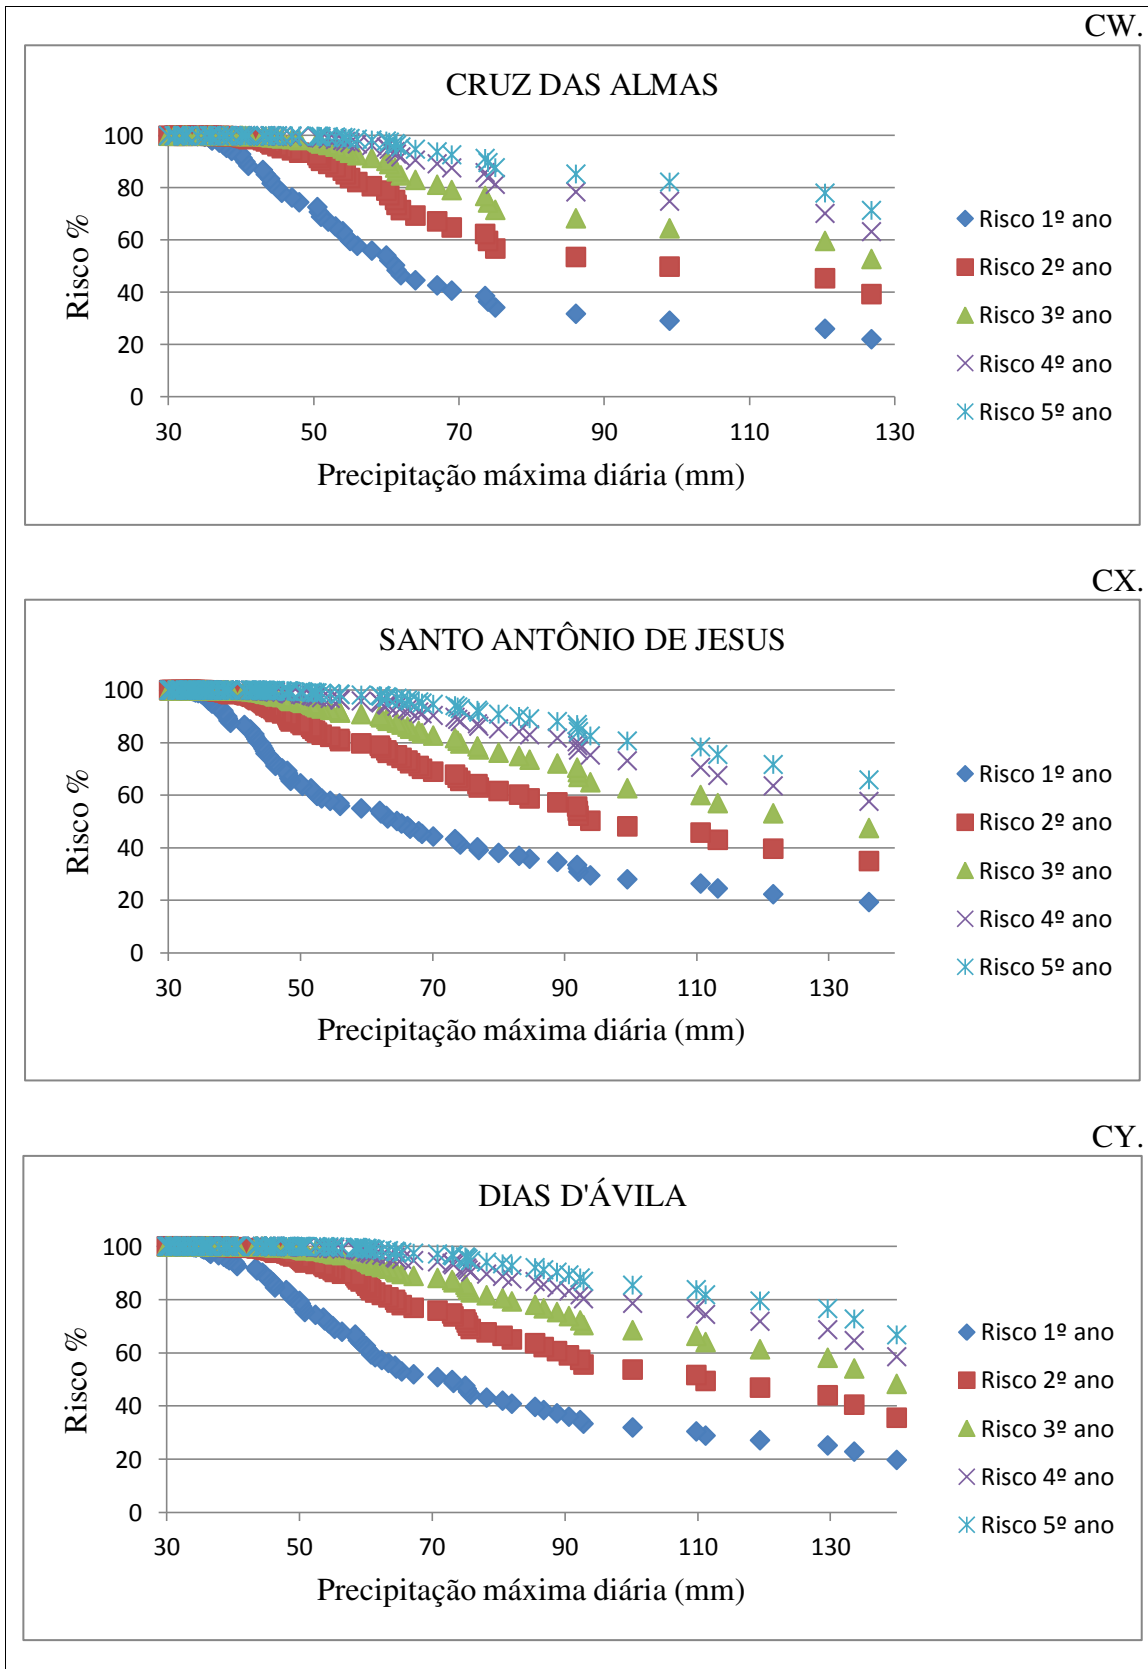 CW.
CRUZ DAS ALMAS
Risco %
100
80
60
40
20
0
30 50 70 90 110 130
Precipitação máxima diária (mm)
Risco 1º ano
Risco 2º ano
Risco 3º ano
Risco 4º ano
Risco 5º ano
CX.
SANTO ANTÔNIO DE JESUS
Risco %
100
80
60
40
20
0
30 50 70 90 110 130
Precipitação máxima diária (mm)
Risco 1º ano
Risco 2º ano
Risco 3º ano
Risco 4º ano
Risco 5º ano
CY.
DIAS D'ÁVILA
Risco %
100
80
60
40
20
0
30 50 70 90 110 130
Precipitação máxima diária (mm)
Risco 1º ano
Risco 2º ano
Risco 3º ano
Risco 4º ano
Risco 5º ano